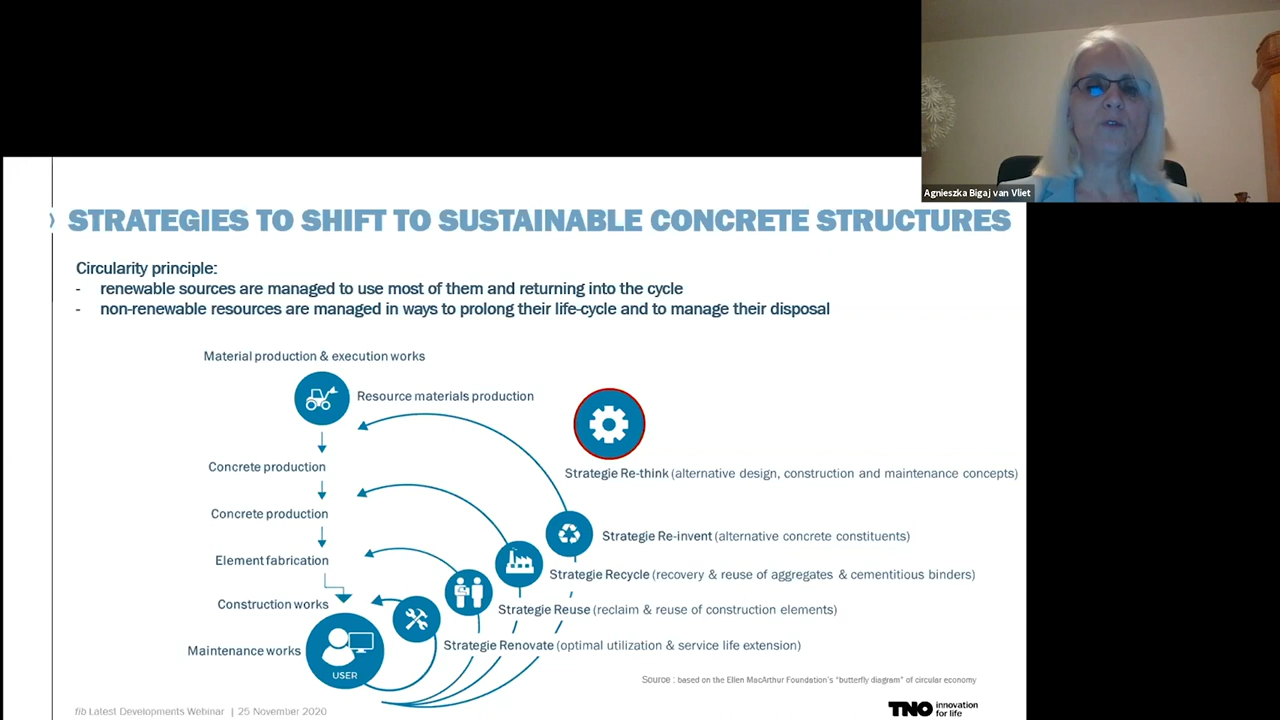 Agnieszka Bigaj van Vliet
STRATEGIES TO SHIFT TO SUSTAINABLE CONCRETE STRUCTURES
Circularity principle:
- renewable sources are managed to use most of them and returning into the cycle
- non-renewable resources are managed in ways to prolong their life-cycle and to manage their disposal
Material production & execution works
Resource materials production
Concrete production
Concrete production
Element fabrication
Construction works
Maintenance works
USER
Strategie Re-think (alternative design, construction and maintenance concepts)
Strategie Re-invent (alternative concrete constituents)
Strategie Recycle (recovery & reuse of aggregates & cementitious binders)
Strategie Reuse (reclaim & reuse of construction elements)
Strategie Renovate (optimal utilization & service life extension)
Source : based on the Ellen MacArthur Foundation's "butterfly diagram" of circular economy
fib Latest Developments Webinar | 25 November 2020
TNO innovation
for life